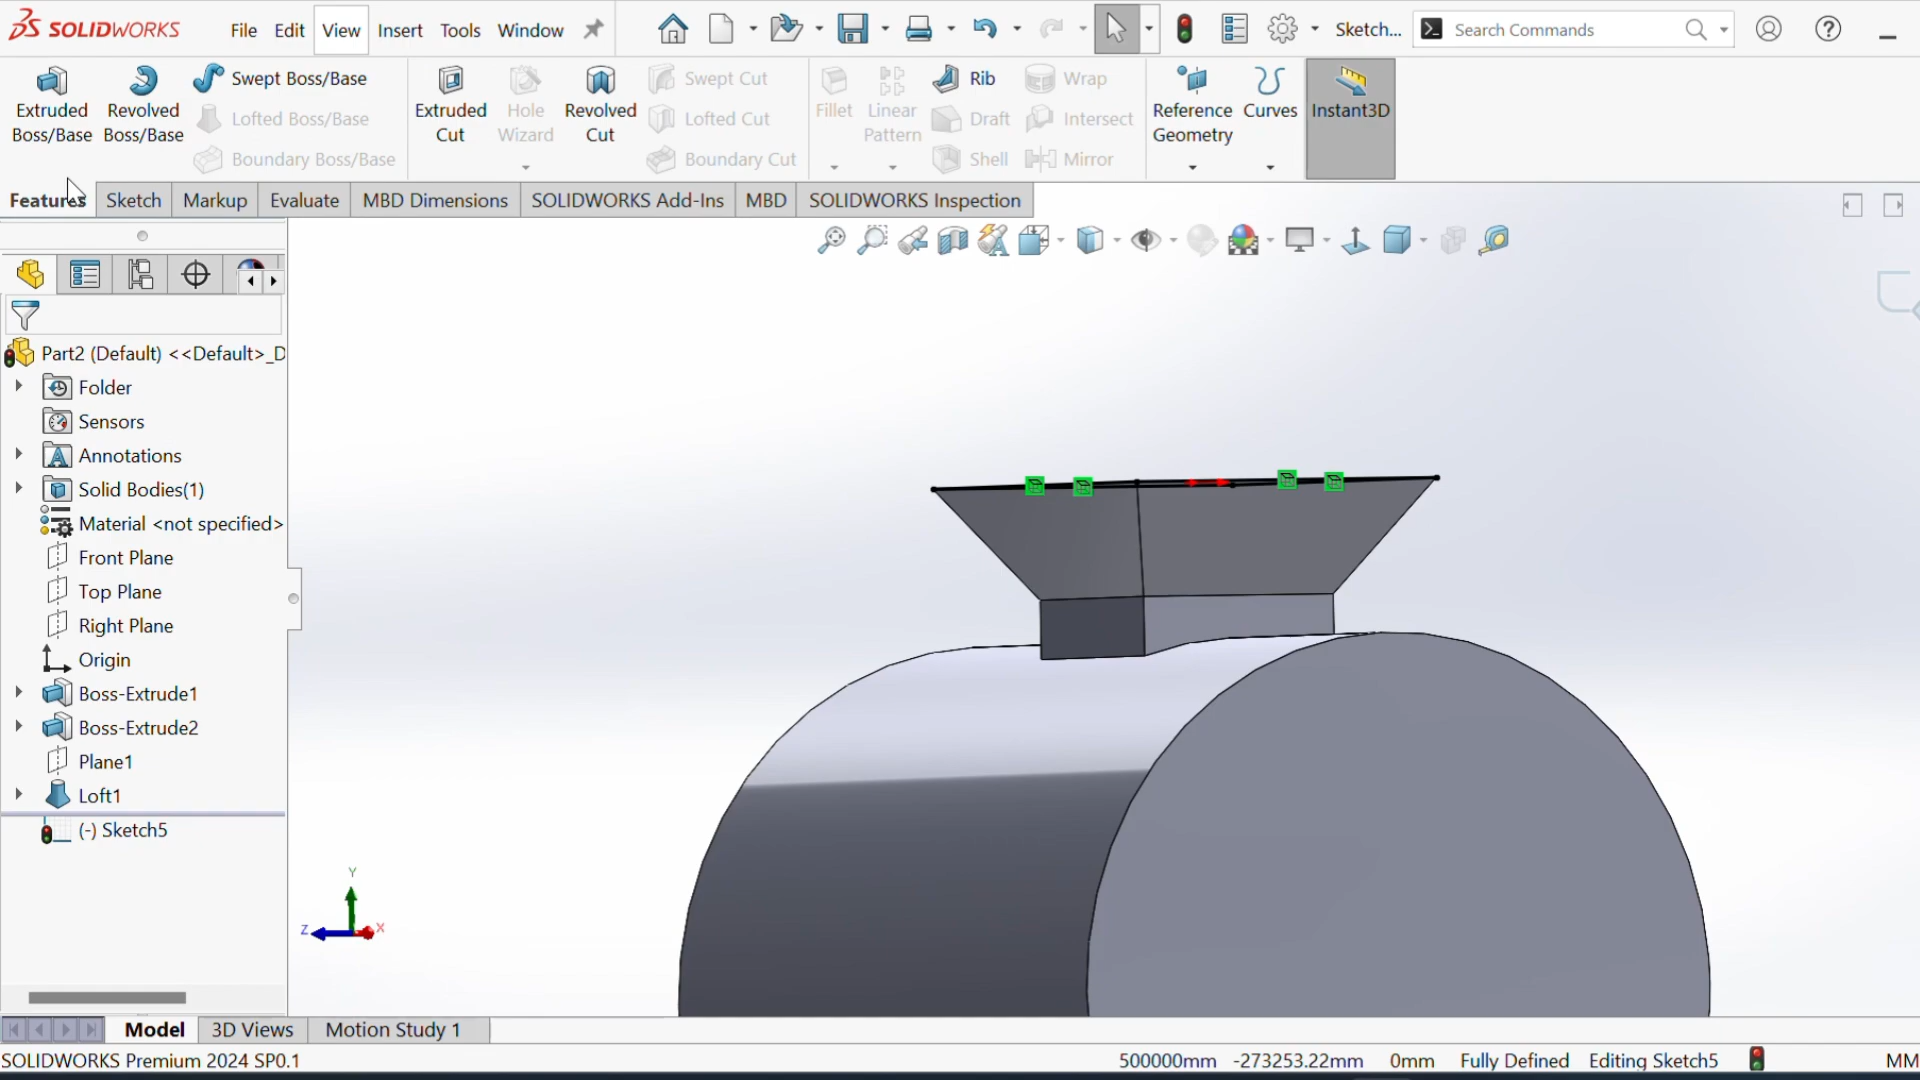 SOLIDWORKS File Edit View Insert Tools Window Sketch... Search Commands
Extruded Boss/Base
Revolved Boss/Base
Swept Boss/Base
Lofted Boss/Base
Boundary Boss/Base
Extruded Cut
Hole Wizard
Revolved Cut
Swept Cut
Lofted Cut
Boundary Cut
Fillet
Linear Pattern
Rib
Draft
Shell
Wrap
Intersect
Mirror
Reference Geometry
Curves
Instant3D
Features Sketch Markup Evaluate MBD Dimensions SOLIDWORKS Add-Ins MBD SOLIDWORKS Inspection
Part2 (Default) <<Default>_D
Folder
Sensors
Annotations
Solid Bodies(1)
Material <not specified>
Front Plane
Top Plane
Right Plane
Origin
Boss-Extrude1
Boss-Extrude2
Plane1
Loft1
(-) Sketch5
Y
Z X
Model 3D Views Motion Study 1
SOLIDWORKS Premium 2024 SP0.1 500000mm -273253.22mm 0mm Fully Defined Editing Sketch5 MM